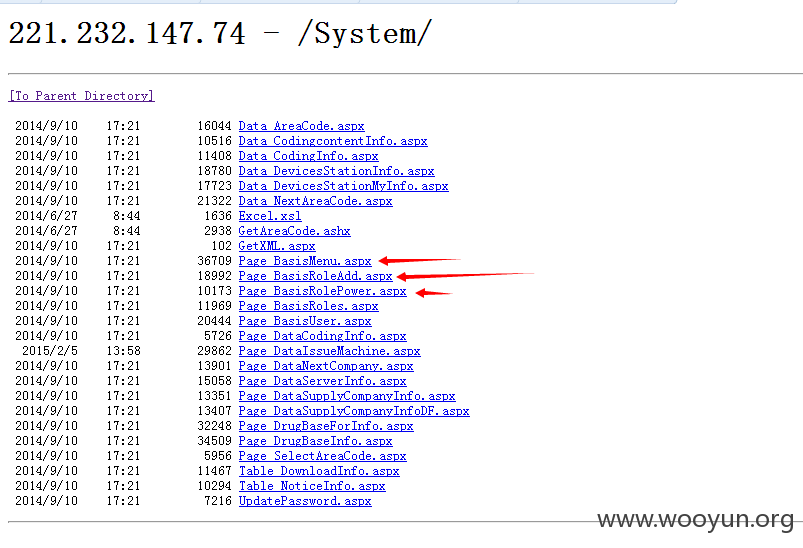 221.232.147.74 - /System/
[To Parent Directory]
2014/9/10 17:21 16044 Data_AreaCode.aspx
2014/9/10 17:21 10516 Data_CodingcontentInfo.aspx
2014/9/10 17:21 11408 Data_CodingInfo.aspx
2014/9/10 17:21 18780 Data_DevicesStationInfo.aspx
2014/9/10 17:21 17723 Data_DevicesStationMyInfo.aspx
2014/9/10 17:21 21322 Data_NextAreaCode.aspx
2014/6/27 8:44 1636 Excel.xsl
2014/6/27 8:44 2938 GetAreaCode.ashx
2014/9/10 17:21 102 GetXML.aspx
2014/9/10 17:21 36709 Page_BasisMenu.aspx
2014/9/10 17:21 18992 Page_BasisRoleAdd.aspx
2014/9/10 17:21 10173 Page_BasisRolePower.aspx
2014/9/10 17:21 11969 Page_BasisRoles.aspx
2014/9/10 17:21 20444 Page_BasisUser.aspx
2014/9/10 17:21 5726 Page_DataCodingInfo.aspx
2015/2/5 13:58 29862 Page_DataIssueMachine.aspx
2014/9/10 17:21 13901 Page_DataNextCompany.aspx
2014/9/10 17:21 15058 Page_DataServerInfo.aspx
2014/9/10 17:21 13351 Page_DataSupplyCompanyInfo.aspx
2014/9/10 17:21 13407 Page_DataSupplyCompanyInfoDF.aspx
2014/9/10 17:21 32248 Page_DrugBaseForInfo.aspx
2014/9/10 17:21 34509 Page_DrugBaseInfo.aspx
2014/9/10 17:21 5956 Page_SelectAreaCode.aspx
2014/9/10 17:21 11467 Table_DownloadInfo.aspx
2014/9/10 17:21 10294 Table_NoticeInfo.aspx
2014/9/10 17:21 7216 UpdatePassword.aspx
www.wooyun.org